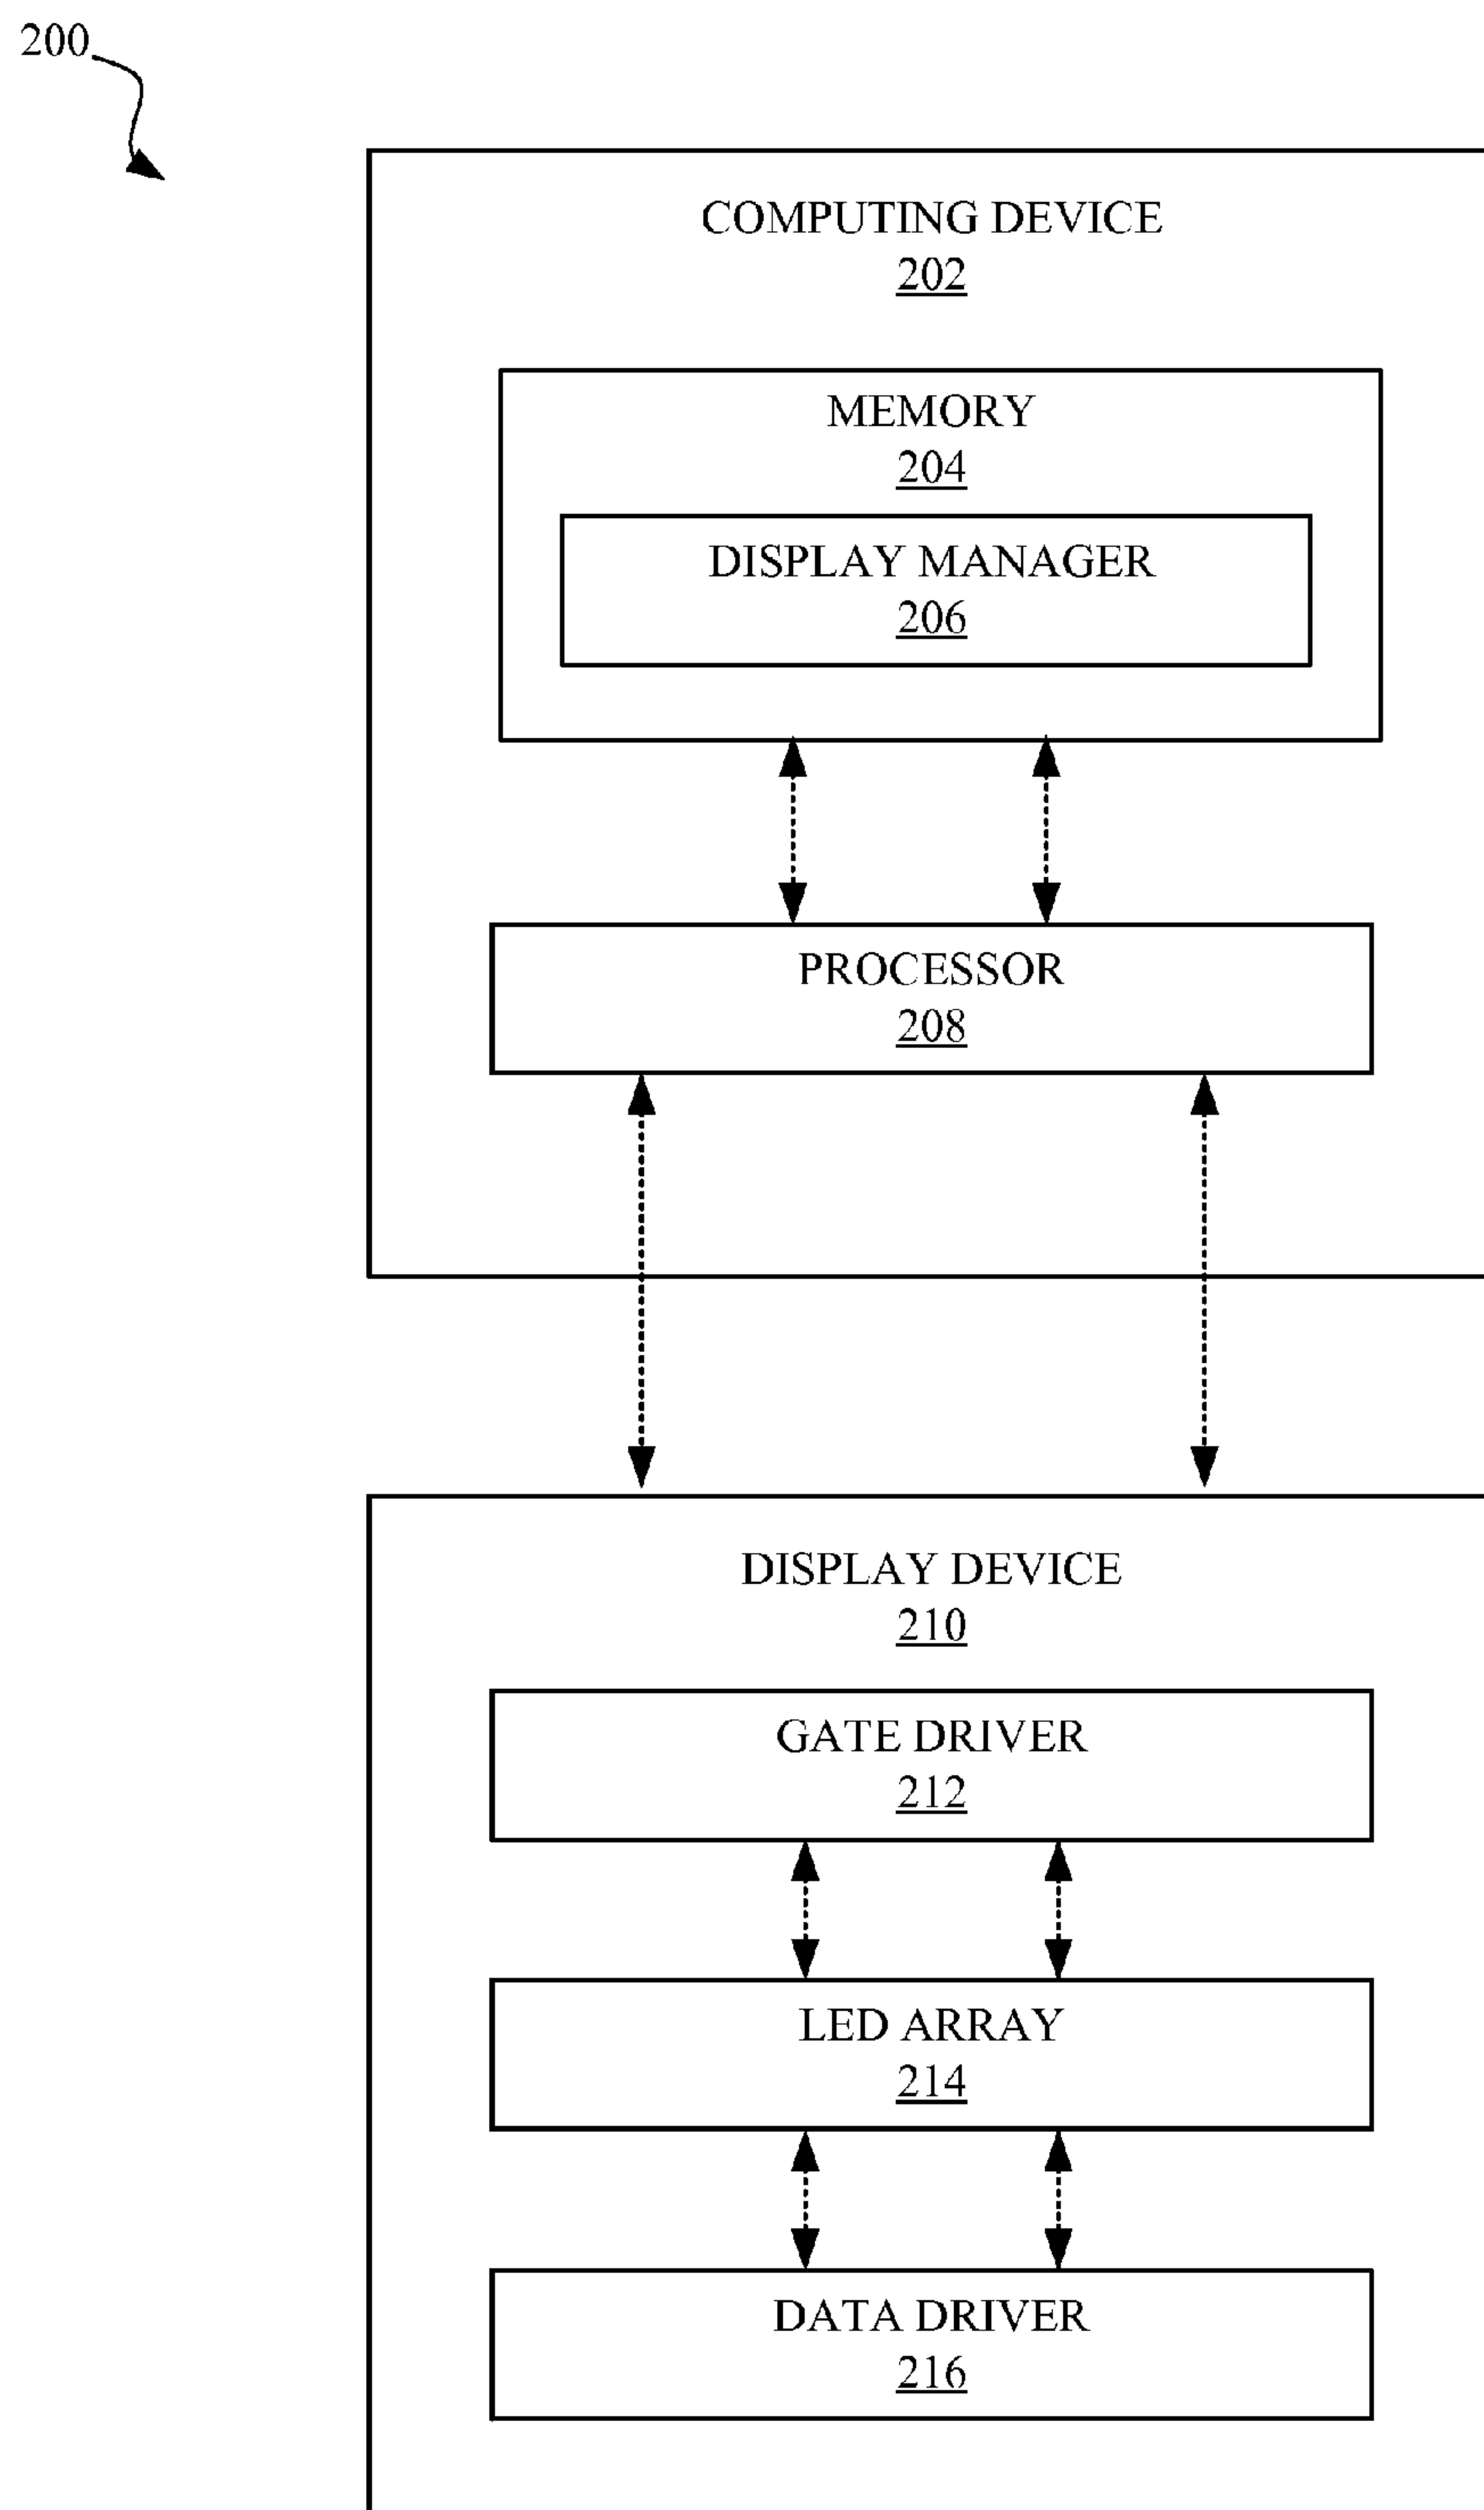 200
COMPUTING DEVICE
202
MEMORY
204
DISPLAY MANAGER
206
PROCESSOR
208
DISPLAY DEVICE
210
GATE DRIVER
212
LED ARRAY
214
DATA DRIVER
216